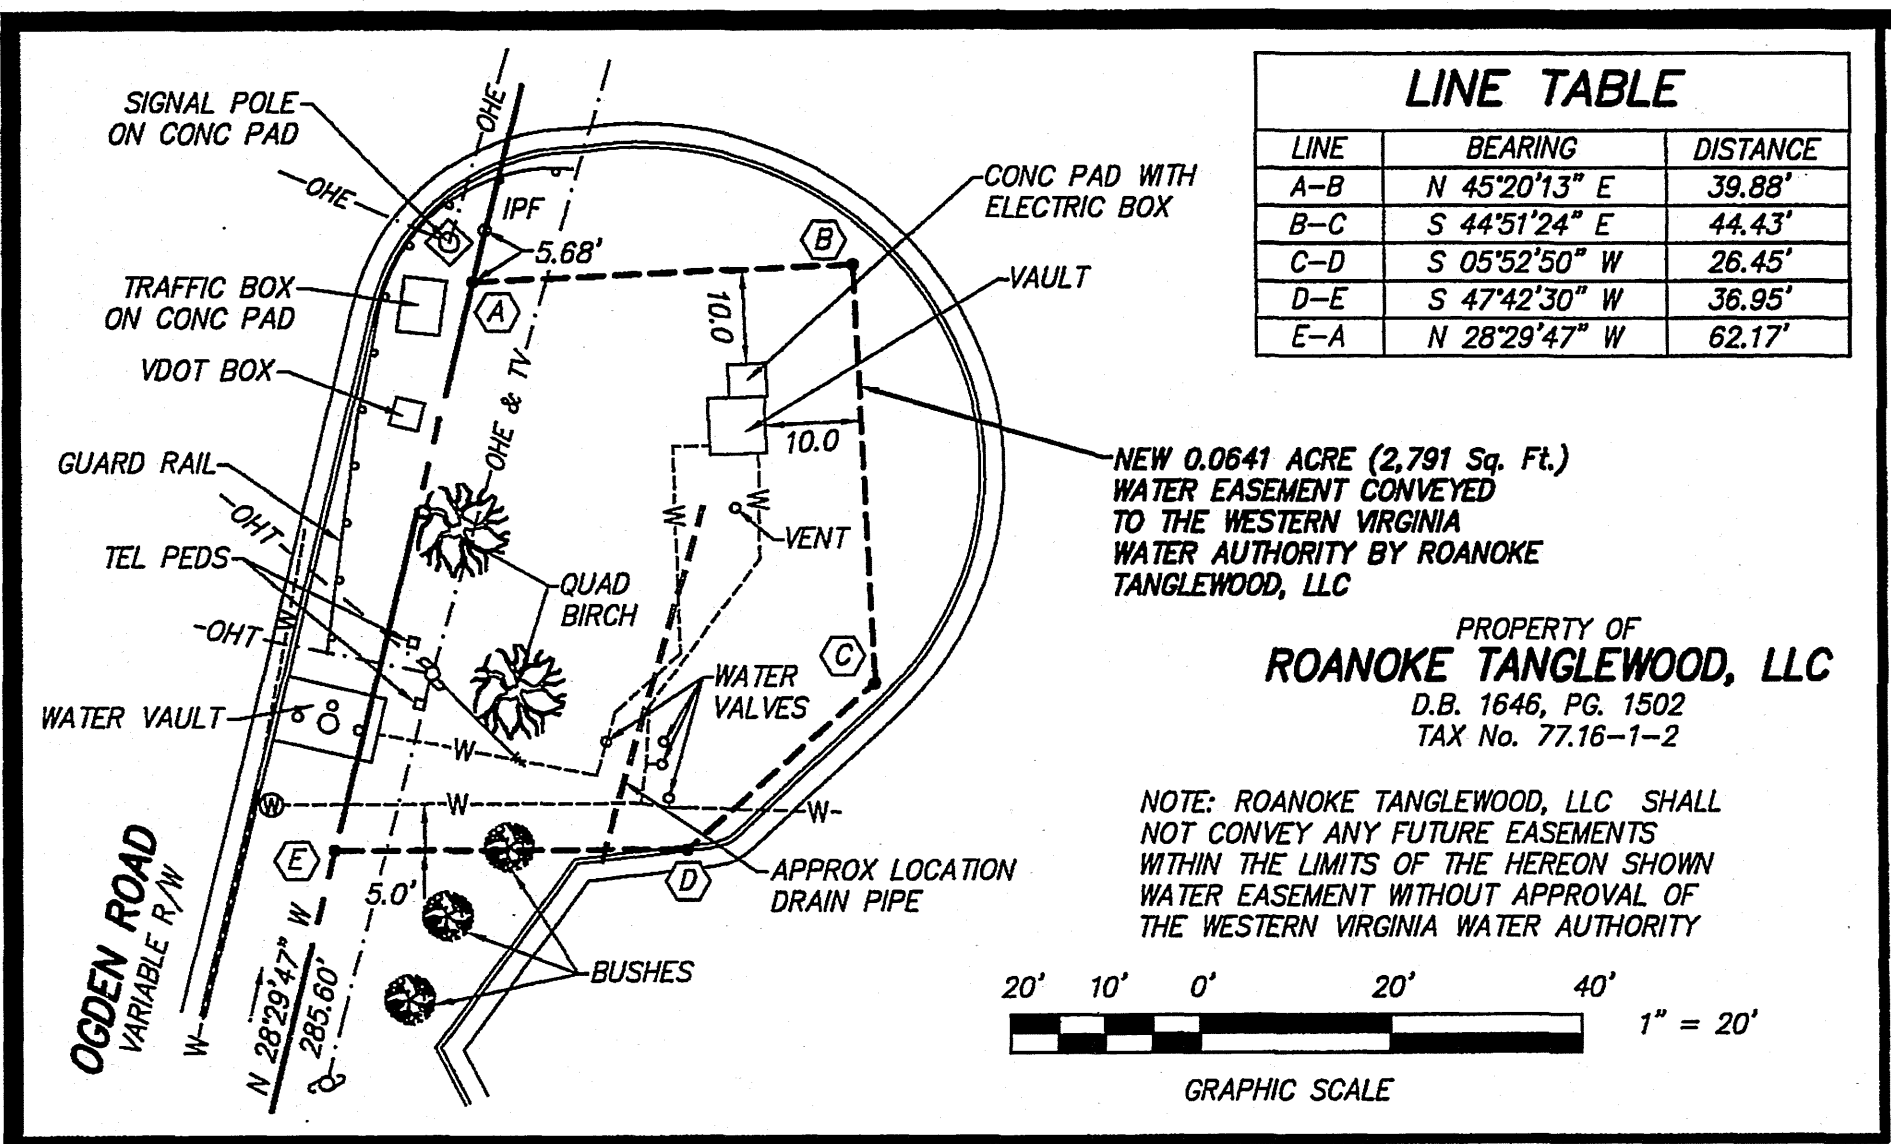 SIGNAL POLE
ON CONC PAD
OHE
OHE
IPF
5.68'
TRAFFIC BOX
ON CONC PAD
A
B
CONC PAD WITH
ELECTRIC BOX
VAULT
10.0
VDOT BOX
OHE & TV
10.0
GUARD RAIL
OHT
W
W
VENT
TEL PEDS
QUAD
BIRCH
W
OHT
C
WATER
VALVES
WATER VAULT
W
W
W
W
E
D
5.0'
APPROX LOCATION
DRAIN PIPE
BUSHES
OGDEN ROAD
VARIABLE R/W
W
N 28°29'47" W
285.60'
LINE TABLE
LINE BEARING DISTANCE
A-B N 45°20'13" E 39.88'
B-C S 44°51'24" E 44.43'
C-D S 05°52'50" W 26.45'
D-E S 47°42'30" W 36.95'
E-A N 28°29'47" W 62.17'
NEW 0.0641 ACRE (2,791 Sq. Ft.)
WATER EASEMENT CONVEYED
TO THE WESTERN VIRGINIA
WATER AUTHORITY BY ROANOKE
TANGLEWOOD, LLC
PROPERTY OF
ROANOKE TANGLEWOOD, LLC
D.B. 1646, PG. 1502
TAX No. 77.16-1-2
NOTE: ROANOKE TANGLEWOOD, LLC SHALL
NOT CONVEY ANY FUTURE EASEMENTS
WITHIN THE LIMITS OF THE HEREON SHOWN
WATER EASEMENT WITHOUT APPROVAL OF
THE WESTERN VIRGINIA WATER AUTHORITY
20' 10' 0' 20' 40'
1" = 20'
GRAPHIC SCALE